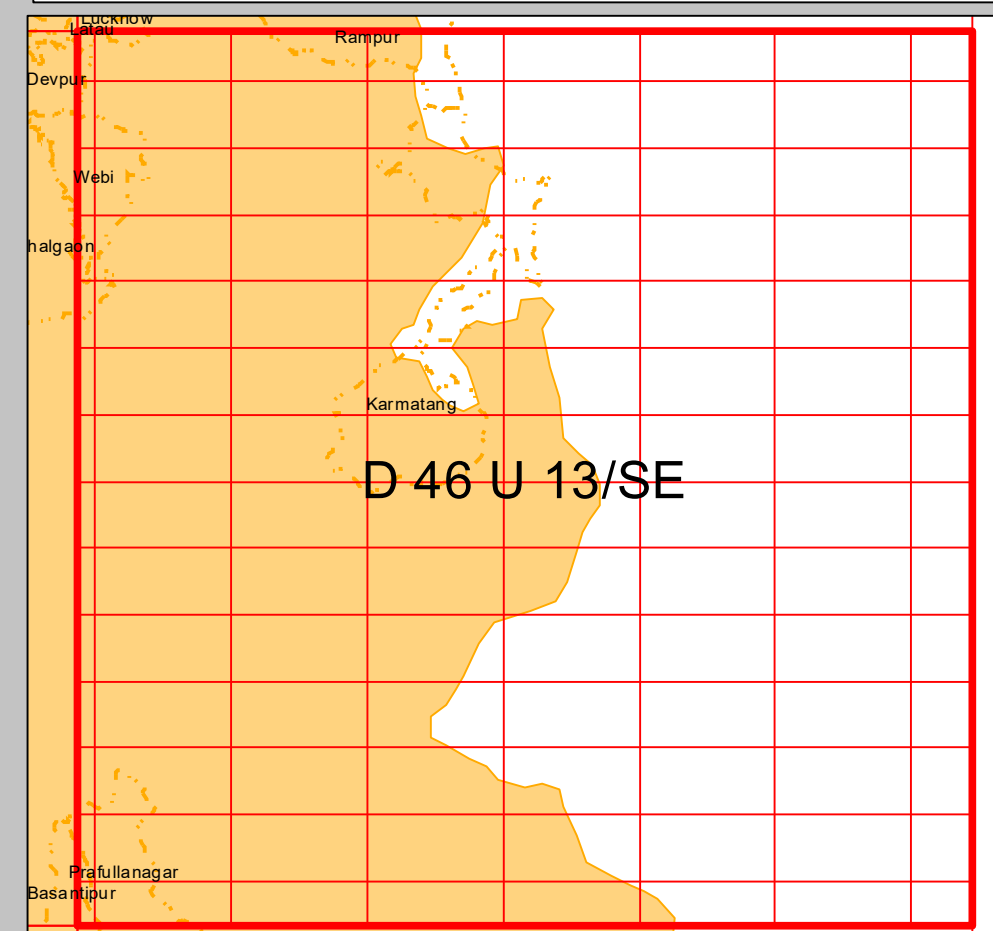 Lucknow
Latau
Rampur
Devpur
Webi
halgaon
Karmatang
D 46 U 13/SE
Prafullanagar
Basantipur